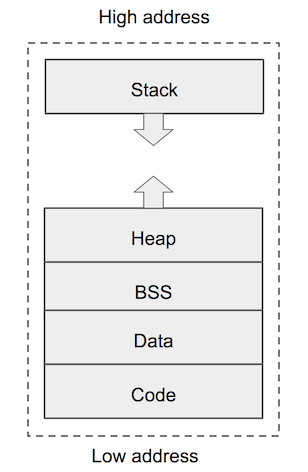 High address
Stack
Heap
BSS
Data
Code
Low address